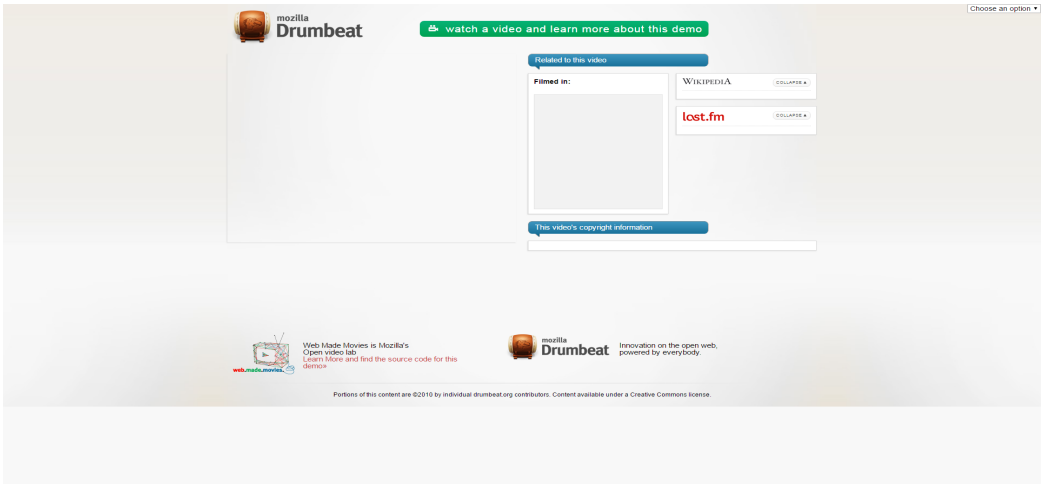 Choose an option
mozilla
Drumbeat
watch a video and learn more about this demo
Related to this video
Filmed in:
WIKIPEDIA
COLLAPSE
lost.fm
COLLAPSE
This video's copyright information
web.made.movies.
Web Made Movies is Mozilla's
Open video lab
Learn More and find the source code for this
demo»
mozilla
Drumbeat
Innovation on the open web,
powered by everybody.
Portions of this content are ©2010 by individual drumbeat.org contributors. Content available under a Creative Commons license.